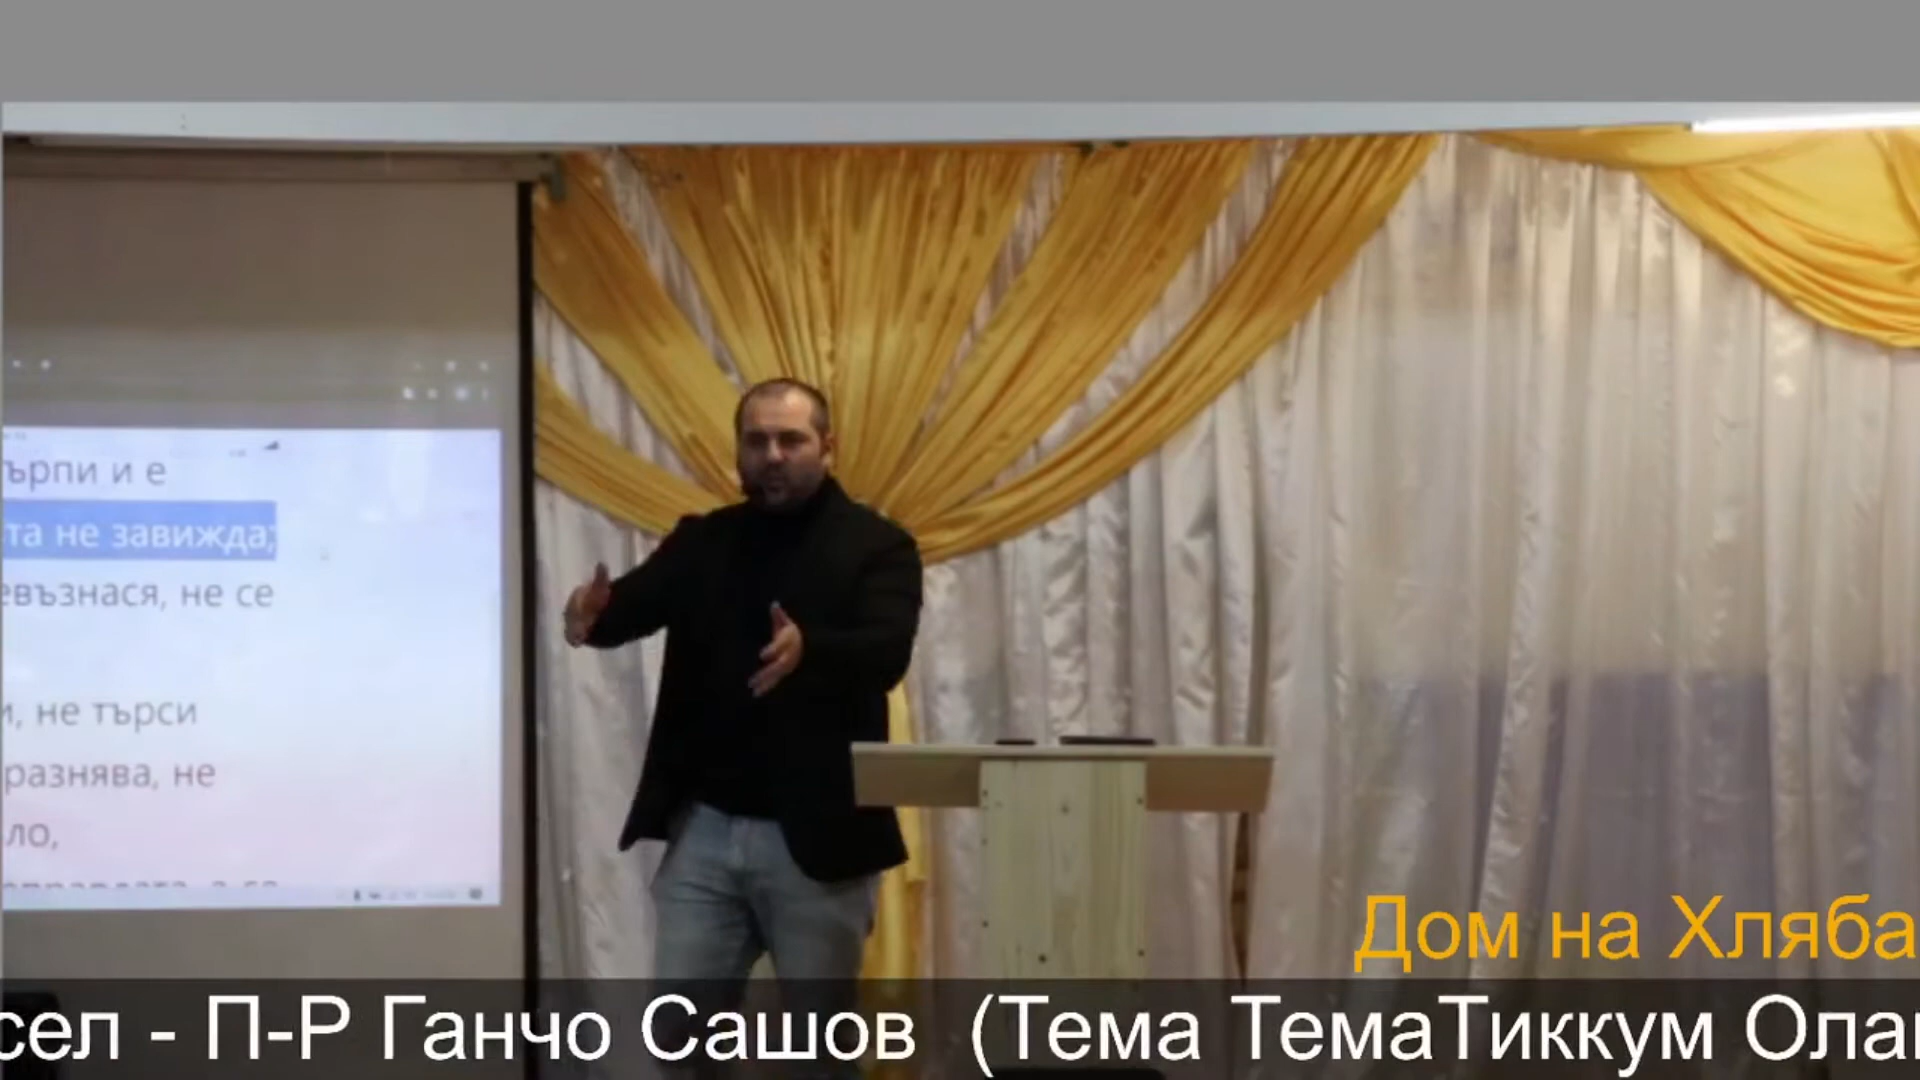 ърпи и е
та не завижда;
евъзнася, не се
и, не търси
разнява, не
ло,
Дом на Хляба
сел - П-Р Ганчо Сашов (Тема ТемаТиккум Олам